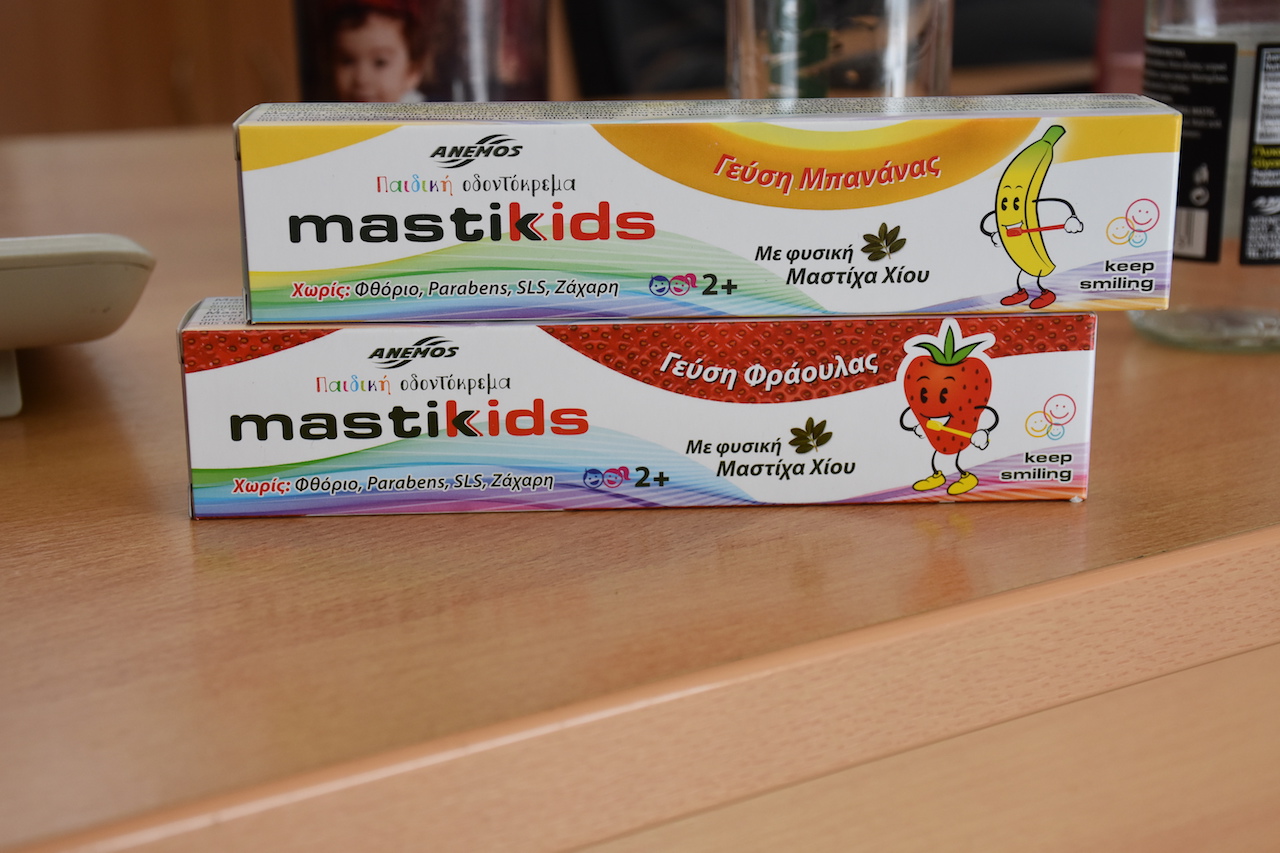 ANEMOS
Παιδική οδοντόκρεμα
mastikids
Χωρίς: Φθόριο, Parabens, SLS, Ζάχαρη
2+
Γεύση Μπανάνας
Με φυσική
Μαστίχα Χίου
keep
smiling
ANEMOS
Παιδική οδοντόκρεμα
mastikids
Χωρίς: Φθόριο, Parabens, SLS, Ζάχαρη
2+
Γεύση Φράουλας
Με φυσική
Μαστίχα Χίου
keep
smiling